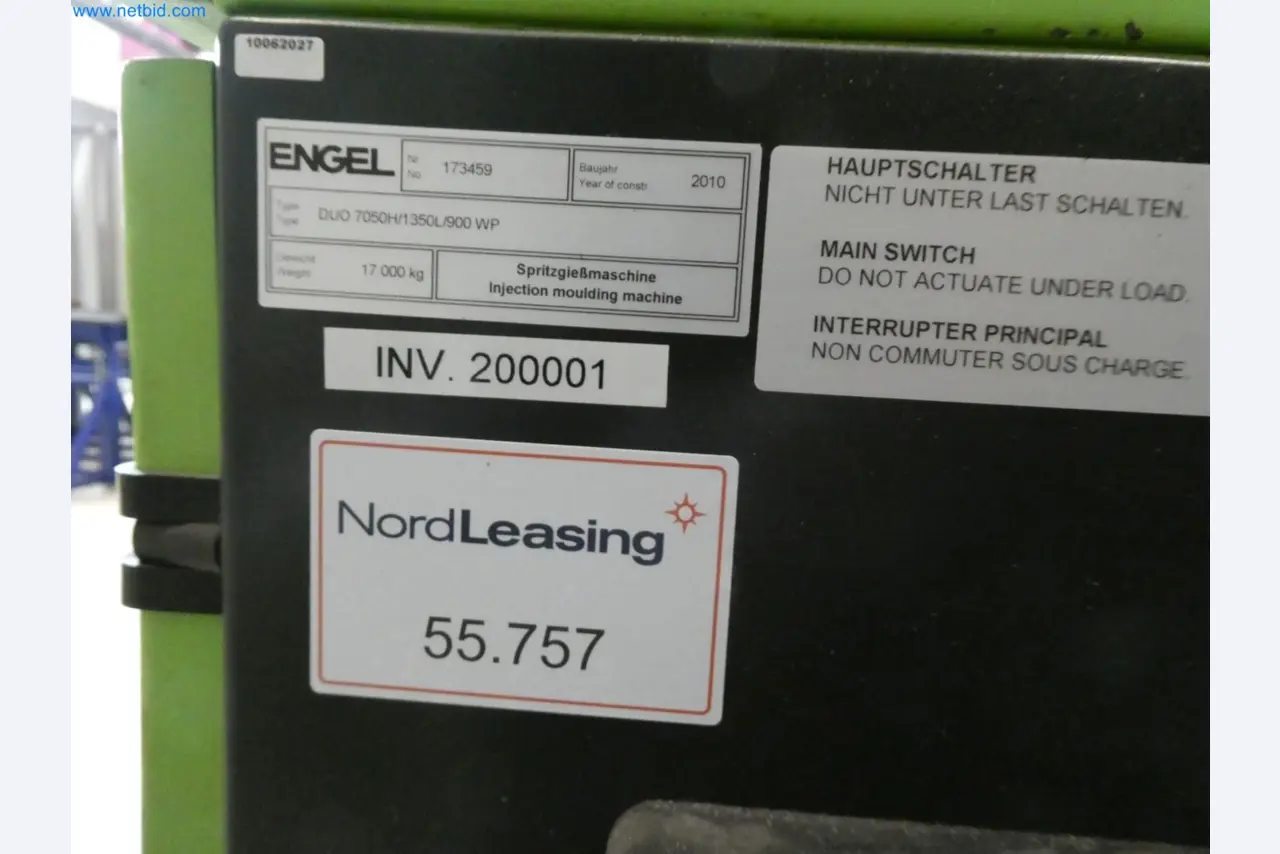 www.netbid.com
10062027
ENGEL
Nr
No
173459
Baujahr
Year of constr
2010
Type
Type
DUO 7050H/1350L/900 WP
Gewicht
Weight
17 000 kg
Spritzgießmaschine
Injection moulding machine
HAUPTSCHALTER
NICHT UNTER LAST SCHALTEN.
MAIN SWITCH
DO NOT ACTUATE UNDER LOAD.
INTERRUPTER PRINCIPAL
NON COMMUTER SOUS CHARGE.
INV. 200001
NordLeasing
55.757